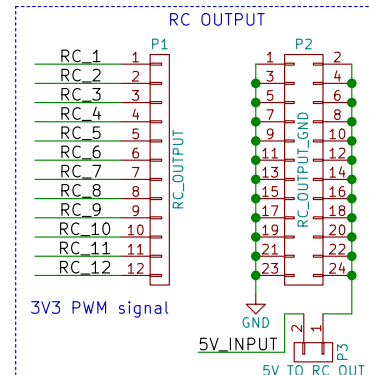 RC OUTPUT
P1
P2
RC_1 1
RC_2 2
RC_3 3
RC_4 4
RC_5 5
RC_6 6
RC_7 7
RC_8 8
RC_9 9
RC_10 10
RC_11 11
RC_12 12
RC_OUTPUT
1 2
3 4
5 6
7 8
9 10
11 12
13 14
15 16
17 18
19 20
21 22
23 24
RC_OUTPUT_GND
3V3 PWM signal
GND
5V_INPUT
2 1
P3
5V TO RC OUT